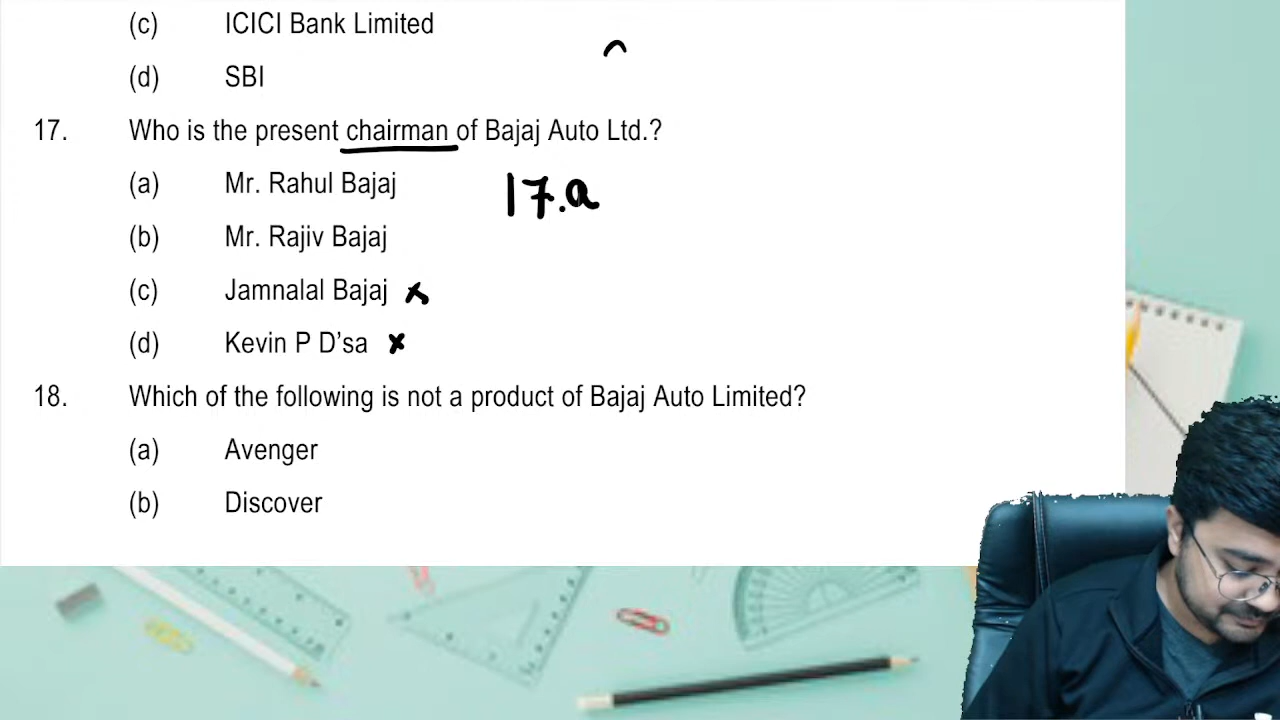 (c) ICICI Bank Limited
(d) SBI
17. Who is the present chairman of Bajaj Auto Ltd.?
(a) Mr. Rahul Bajaj
17.a
(b) Mr. Rajiv Bajaj
(c) Jamnalal Bajaj
(d) Kevin P D’sa
18. Which of the following is not a product of Bajaj Auto Limited?
(a) Avenger
(b) Discover